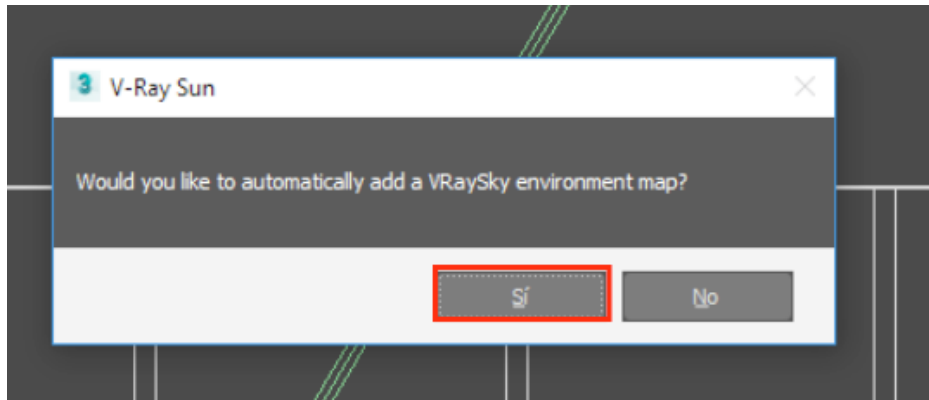 3 V-Ray Sun
Would you like to automatically add a VRaySky environment map?
Sí No